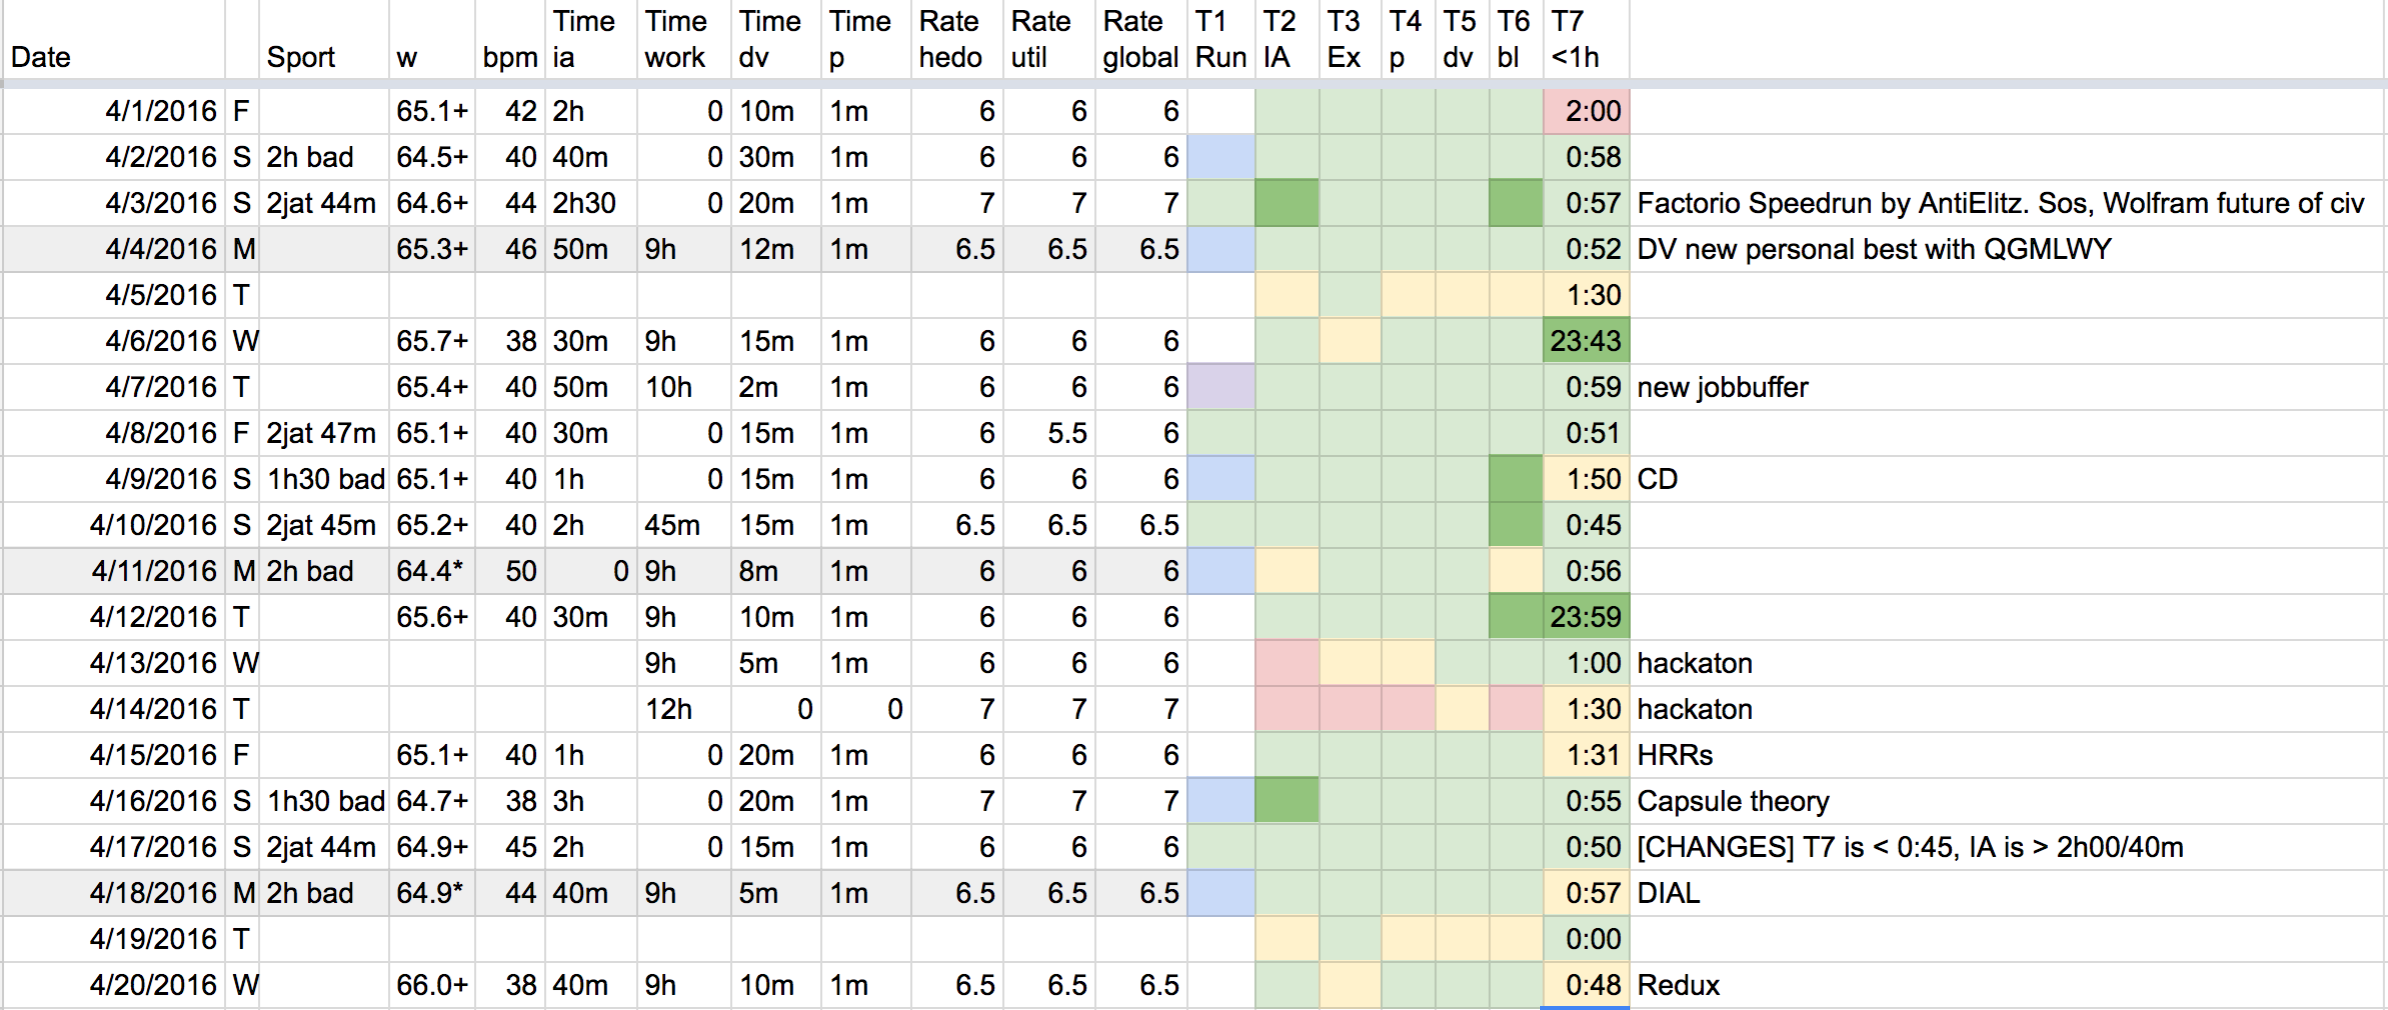 Date Sport w bpm Time ia Time work Time dv Time p Rate hedo Rate util Rate global T1 Run T2 IA T3 Ex T4 p T5 dv T6 bl T7 <1h
4/1/2016 F 65.1+ 42 2h 0 10m 1m 6 6 6 2:00
4/2/2016 S 2h bad 64.5+ 40 40m 0 30m 1m 6 6 6 0:58
4/3/2016 S 2jat 44m 64.6+ 44 2h30 0 20m 1m 7 7 7 0:57 Factorio Speedrun by AntiElitz. Sos, Wolfram future of civ
4/4/2016 M 65.3+ 46 50m 9h 12m 1m 6.5 6.5 6.5 0:52 DV new personal best with QGMLWY
4/5/2016 T 1:30
4/6/2016 W 65.7+ 38 30m 9h 15m 1m 6 6 6 23:43
4/7/2016 T 65.4+ 40 50m 10h 2m 1m 6 6 6 0:59 new jobbuffer
4/8/2016 F 2jat 47m 65.1+ 40 30m 0 15m 1m 6 5.5 6 0:51
4/9/2016 S 1h30 bad 65.1+ 40 1h 0 15m 1m 6 6 6 1:50 CD
4/10/2016 S 2jat 45m 65.2+ 40 2h 45m 15m 1m 6.5 6.5 6.5 0:45
4/11/2016 M 2h bad 64.4* 50 0 9h 8m 1m 6 6 6 0:56
4/12/2016 T 65.6+ 40 30m 9h 10m 1m 6 6 6 23:59
4/13/2016 W 9h 5m 1m 6 6 6 1:00 hackaton
4/14/2016 T 12h 0 0 7 7 7 1:30 hackaton
4/15/2016 F 65.1+ 40 1h 0 20m 1m 6 6 6 1:31 HRRs
4/16/2016 S 1h30 bad 64.7+ 38 3h 0 20m 1m 7 7 7 0:55 Capsule theory
4/17/2016 S 2jat 44m 64.9+ 45 2h 0 15m 1m 6 6 6 0:50 [CHANGES] T7 is < 0:45, IA is > 2h00/40m
4/18/2016 M 2h bad 64.9* 44 40m 9h 5m 1m 6.5 6.5 6.5 0:57 DIAL
4/19/2016 T 0:00
4/20/2016 W 66.0+ 38 40m 9h 10m 1m 6.5 6.5 6.5 0:48 Redux